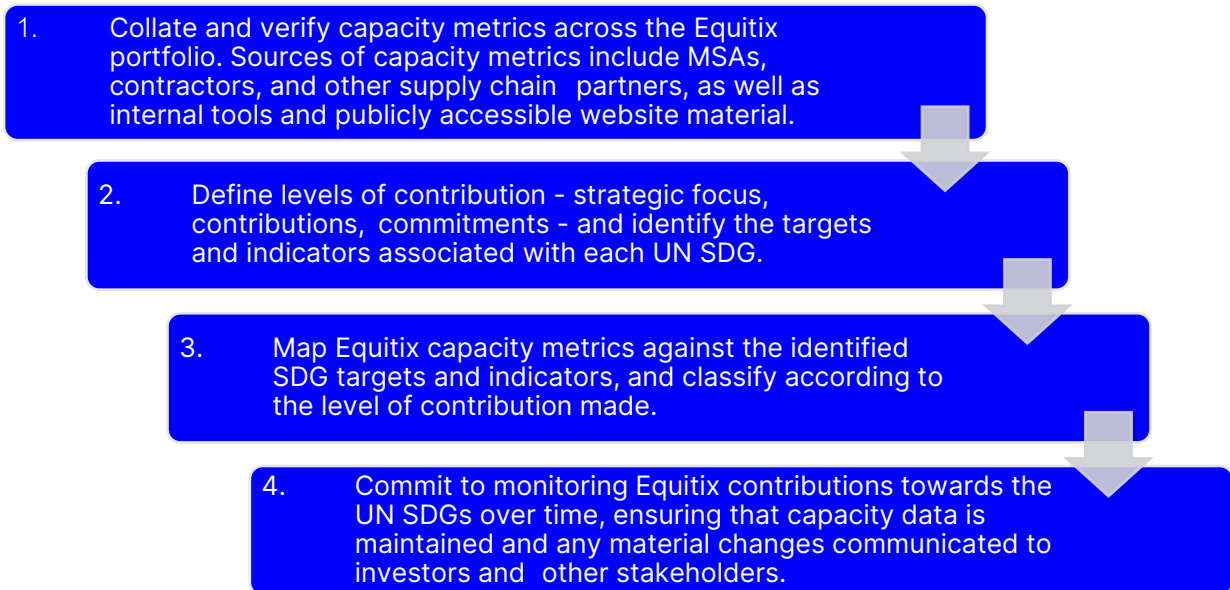 1. Collate and verify capacity metrics across the Equitix
portfolio. Sources of capacity metrics include MSAs,
contractors, and other supply chain partners, as well as
internal tools and publicly accessible website material.
2. Define levels of contribution - strategic focus,
contributions, commitments - and identify the targets
and indicators associated with each UN SDG.
3. Map Equitix capacity metrics against the identified
SDG targets and indicators, and classify according to
the level of contribution made.
4. Commit to monitoring Equitix contributions towards the
UN SDGs over time, ensuring that capacity data is
maintained and any material changes communicated to
investors and other stakeholders.